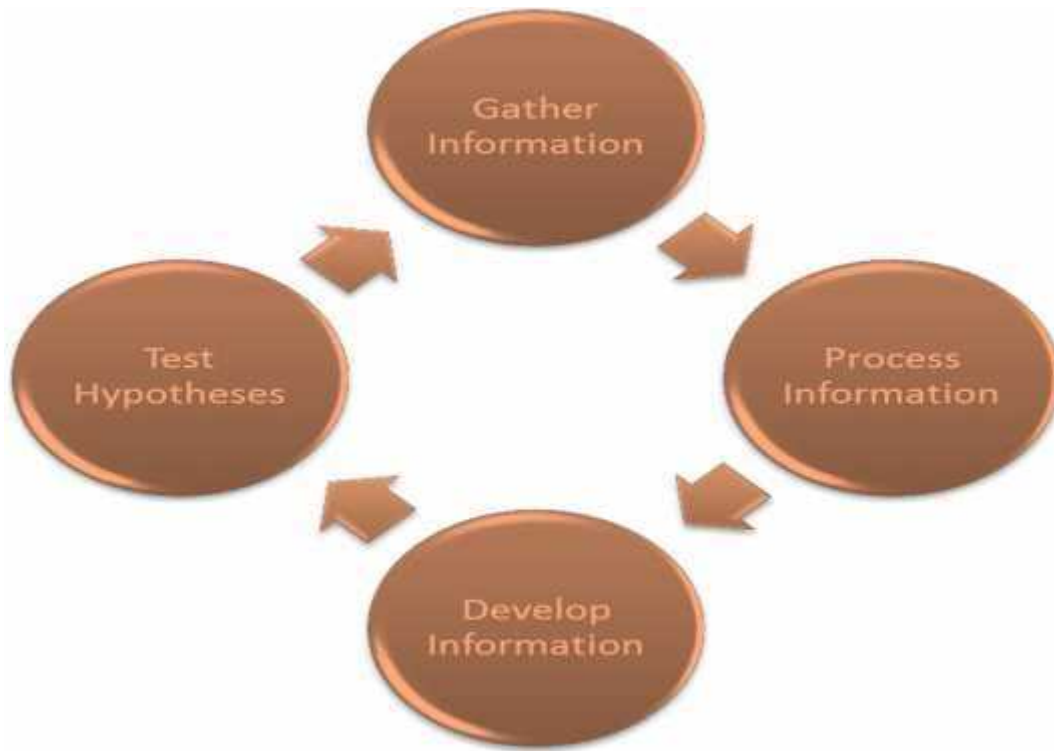 Gather
Information
Process
Information
Develop
Information
Test
Hypotheses